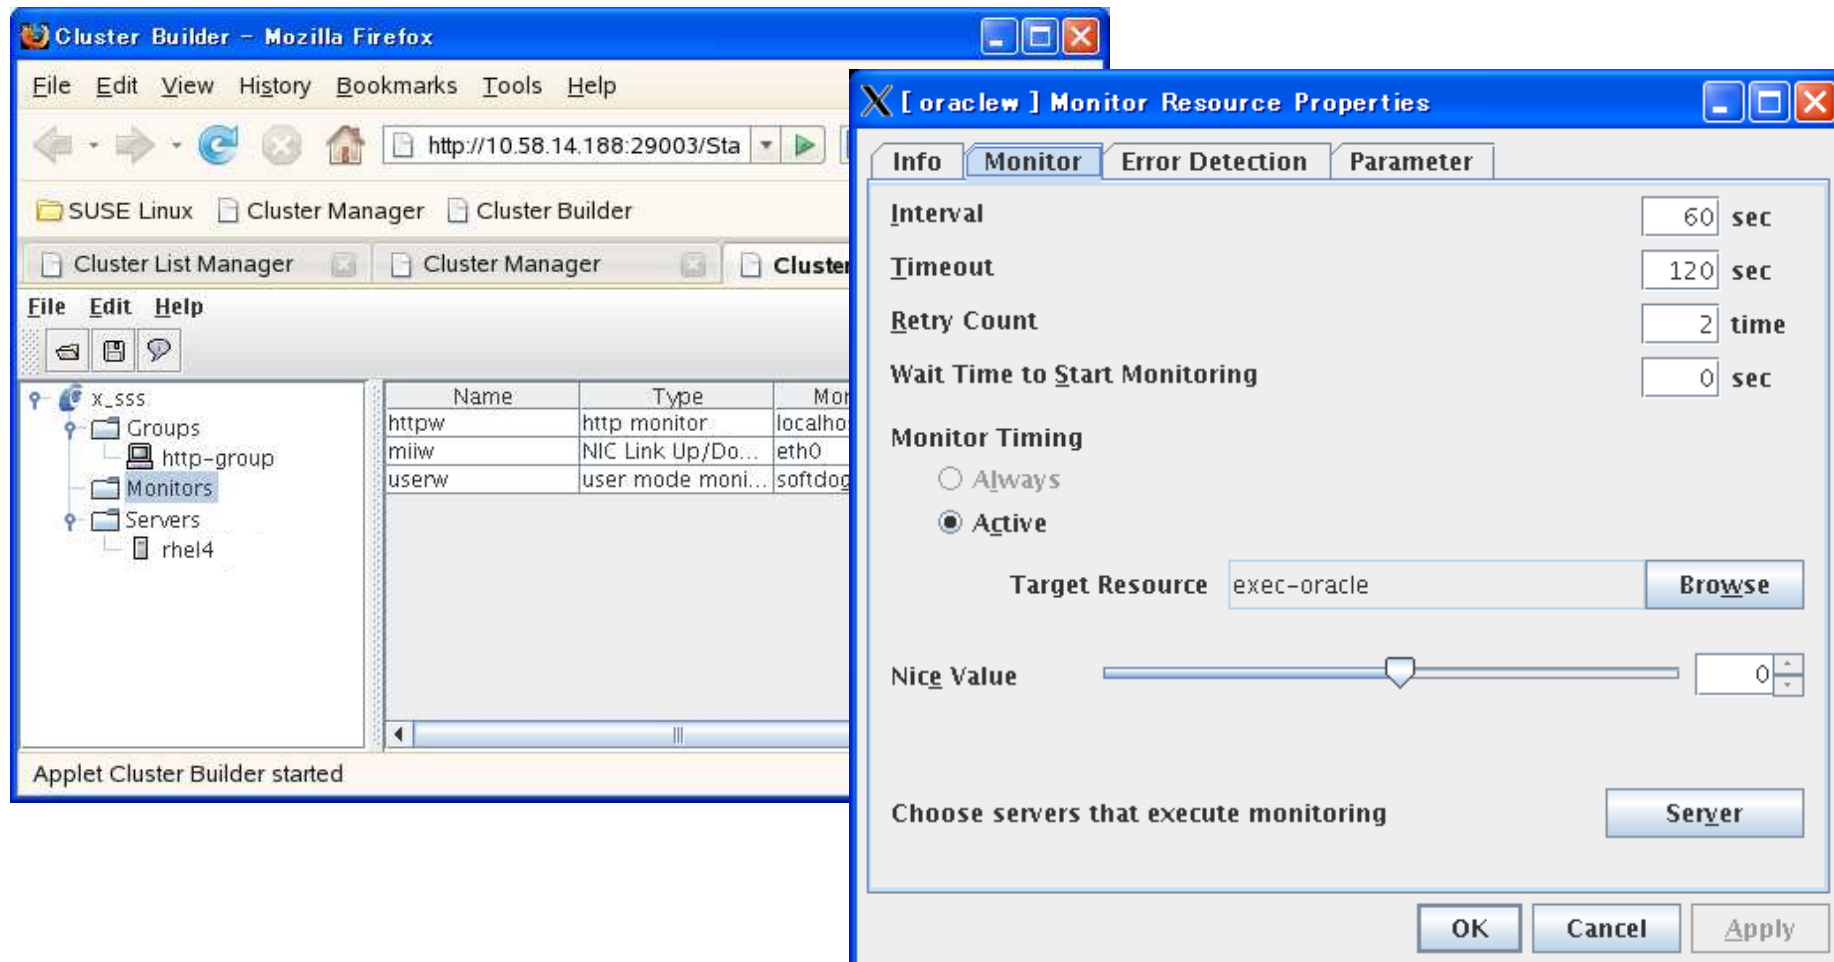 Cluster Builder - Mozilla Firefox
File Edit View History Bookmarks Tools Help
http://10.58.14.188:29003/Sta
SUSE Linux Cluster Manager Cluster Builder
Cluster List Manager Cluster Manager Cluster
File Edit Help
x_sss
Groups
http-group
Monitors
Servers
rhel4
Name Type Mor
httpw http monitor localho
miiw NIC Link Up/Do... eth0
userw user mode moni... softdog
Applet Cluster Builder started
[ oraclew ] Monitor Resource Properties
Info Monitor Error Detection Parameter
Interval 60 sec
Timeout 120 sec
Retry Count 2 time
Wait Time to Start Monitoring 0 sec
Monitor Timing
Always
Active
Target Resource exec-oracle Browse
Nice Value 0
Choose servers that execute monitoring Server
OK Cancel Apply